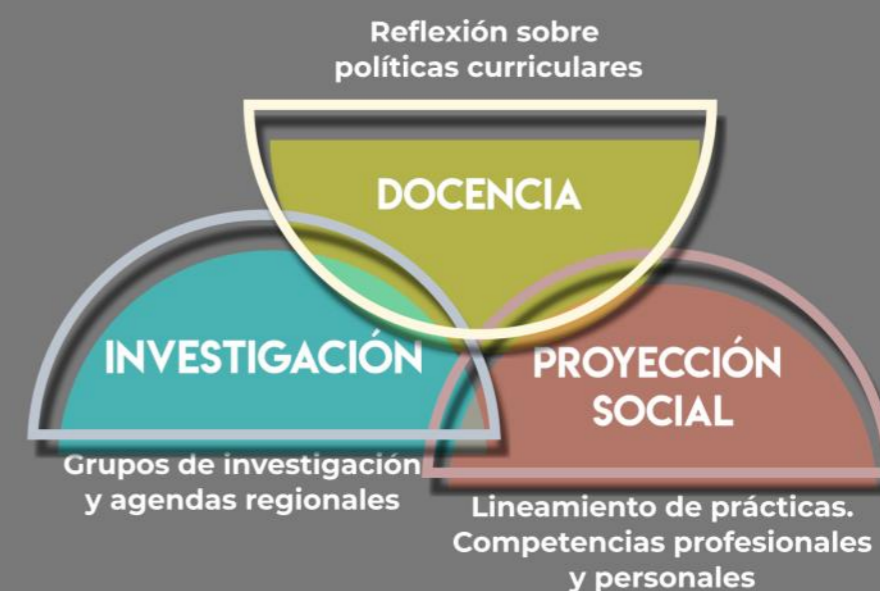 Reflexión sobre
políticas curriculares
DOCENCIA
INVESTIGACIÓN
Grupos de investigación
y agendas regionales
PROYECCIÓN
SOCIAL
Lineamiento de prácticas.
Competencias profesionales
y personales